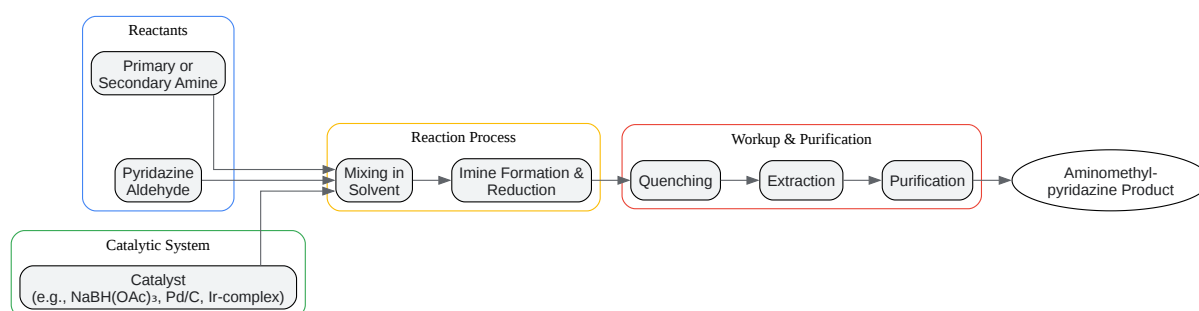 Reactants
Primary or
Secondary Amine
Pyridazine
Aldehyde
Catalytic System
Catalyst
(e.g., NaBH(OAc)₃, Pd/C, Ir-complex)
Reaction Process
Mixing in
Solvent
Imine Formation &
Reduction
Workup & Purification
Quenching
Extraction
Purification
Aminomethyl-
pyridazine Product